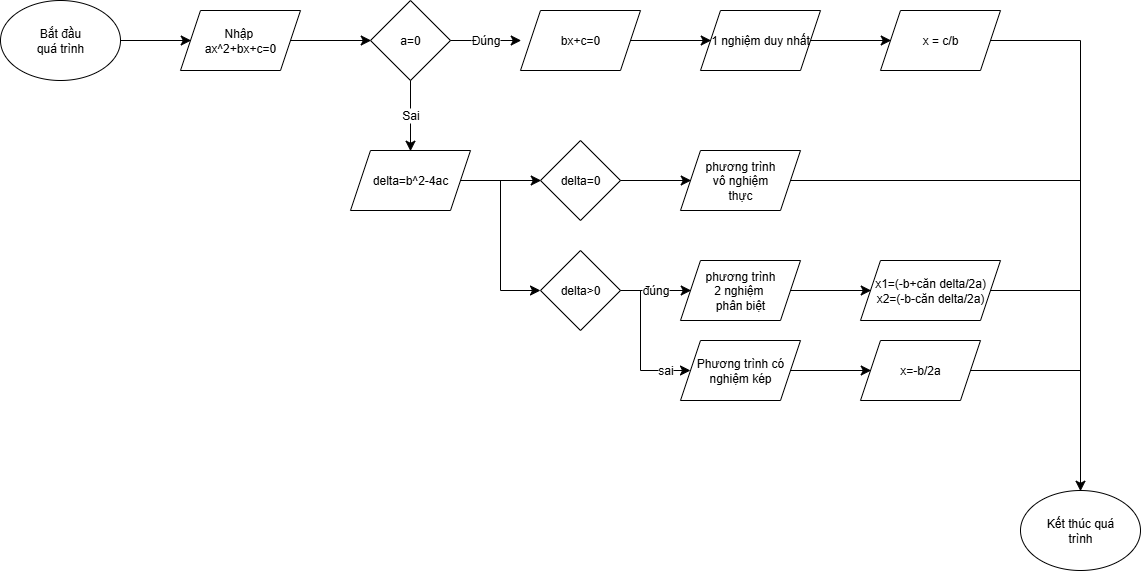 Bắt đầu
quá trình
Nhập
ax^2+bx+c=0
a=0
Đúng
bx+c=0
1 nghiệm duy nhất
x = c/b
Sai
delta=b^2-4ac
delta=0
phương trình
vô nghiệm
thực
delta>0
đúng
phương trình
2 nghiệm
phân biệt
x1=(-b+căn delta/2a)
x2=(-b-căn delta/2a)
sai
Phương trình có
nghiệm kép
x=-b/2a
Kết thúc quá
trình